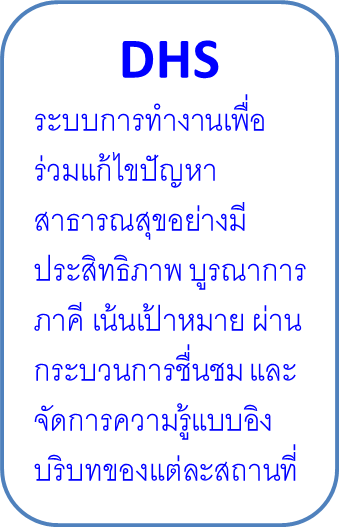 DHS
ระบบการทำงานเพื่อ
ร่วมแก้ไขปัญหา
สาธารณสุขอย่างมี
ประสิทธิภาพ บูรณาการ
ภาคี เน้นเป้าหมาย ผ่าน
กระบวนการชื่นชม และ
จัดการความรู้แบบอิง
บริบทของแต่ละสถานที่